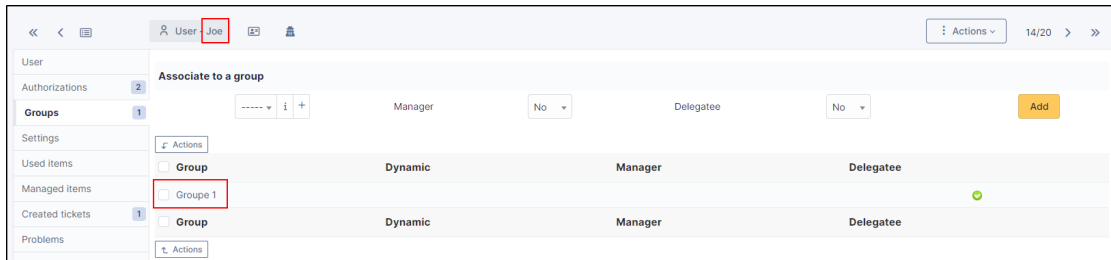 User - Joe
Actions
14/20
User
Authorizations 2
Groups 1
Settings
Used items
Managed items
Created tickets 1
Problems
Associate to a group
----- i + Manager No Delegatee No Add
Actions
Group Dynamic Manager Delegatee
Groupe 1
Group Dynamic Manager Delegatee
Actions